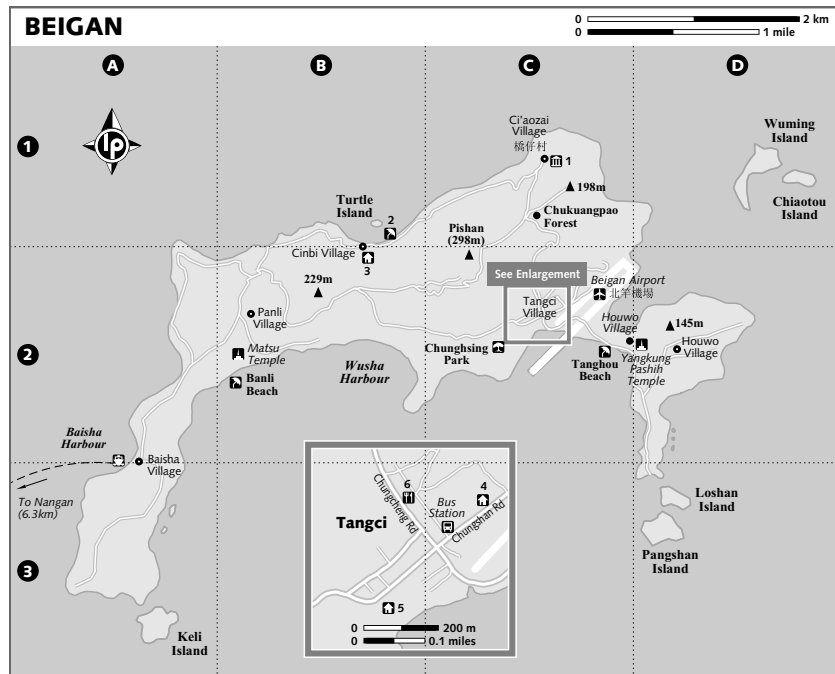 BEIGAN
0 2 km
0 1 mile
A
B
C
D
1
2
3
lp
Ci'aozai
Village
橋仔村
1
198m
Chukuangpao
Forest
Wuming
Island
Chiaotou
Island
Turtle
Island
2
Pishan
(298m)
Cinbi Village
3
229m
See Enlargement
Beigan Airport
北竿機場
Tangci
Village
Houwo
Village
145m
Houwo
Village
Panli
Village
Matsu
Temple
Banli
Beach
Wusha
Harbour
Chunghsing
Park
Tanghou
Beach
Yangkung
Pashih
Temple
Baisha
Harbour
Baisha
Village
To Nangan
(6.3km)
Loshan
Island
Pangshan
Island
Keli
Island
Tangci
Chungcheng Rd
6
4
Bus
Station
Chungshan Rd
5
0 200 m
0 0.1 miles